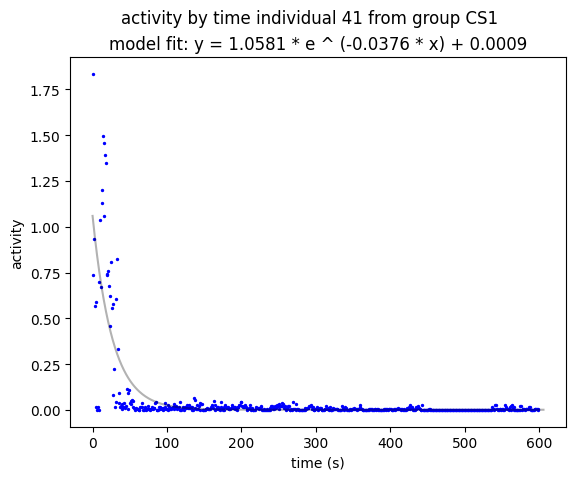 activity by time individual 41 from group CS1
model fit: y = 1.0581 * e ^ (-0.0376 * x) + 0.0009
1.75
1.50
1.25
1.00
0.75
0.50
0.25
0.00
activity
0 100 200 300 400 500 600
time (s)